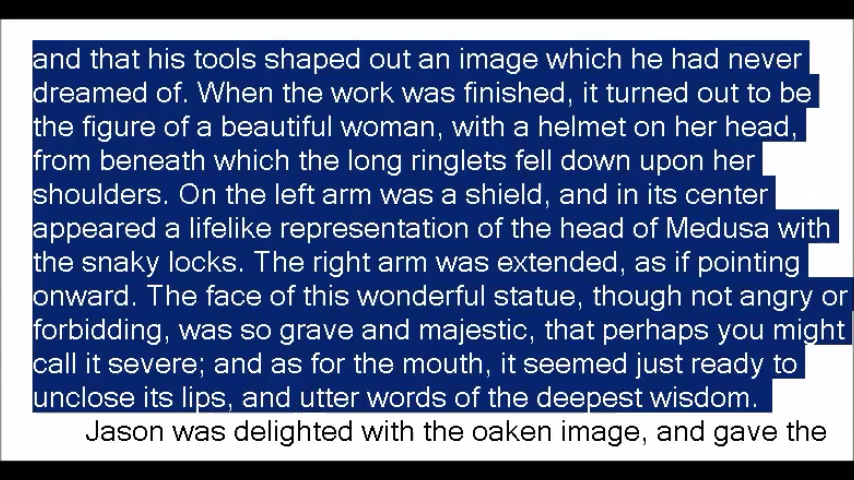 and that his tools shaped out an image which he had never
dreamed of. When the work was finished, it turned out to be
the figure of a beautiful woman, with a helmet on her head,
from beneath which the long ringlets fell down upon her
shoulders. On the left arm was a shield, and in its center
appeared a lifelike representation of the head of Medusa with
the snaky locks. The right arm was extended, as if pointing
onward. The face of this wonderful statue, though not angry or
forbidding, was so grave and majestic, that perhaps you might
call it severe; and as for the mouth, it seemed just ready to
unclose its lips, and utter words of the deepest wisdom.
Jason was delighted with the oaken image, and gave the